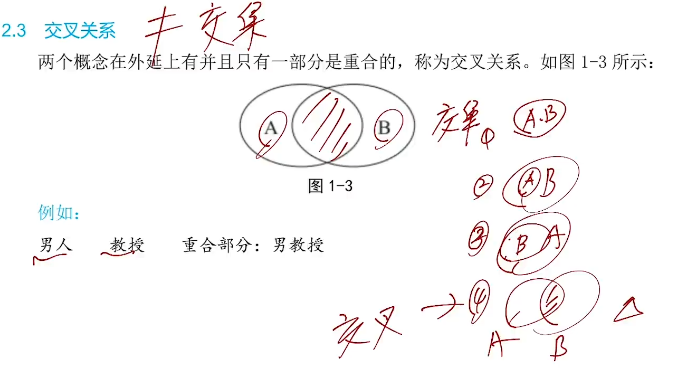 2.3 交叉关系 ≠交集
两个概念在外延上有并且只有一部分是重合的，称为交叉关系。如图1-3所示：
A B
图1-3
交集① A·B
② A B
③ B A
交叉→④
A B
△
例如：
男人 教授 重合部分：男教授